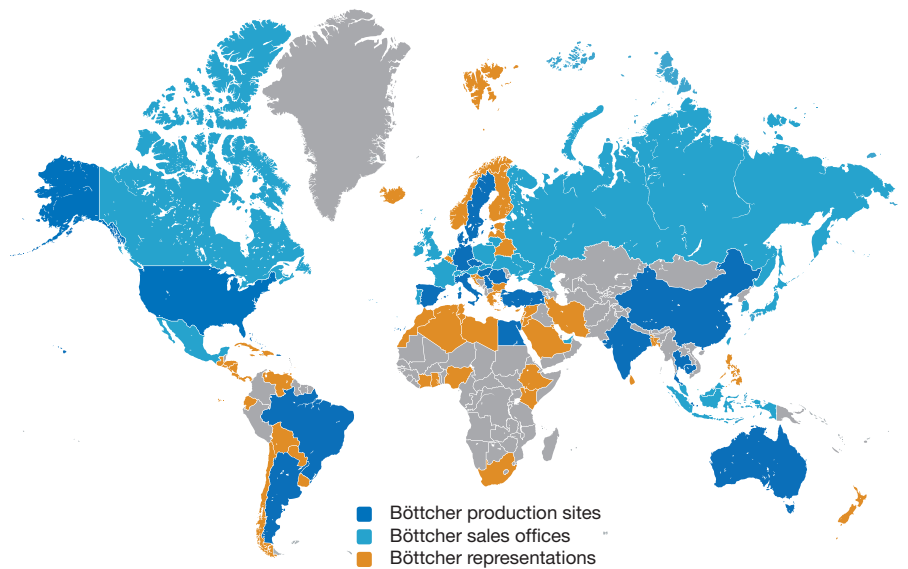 Böttcher production sites
Böttcher sales offices
Böttcher representations